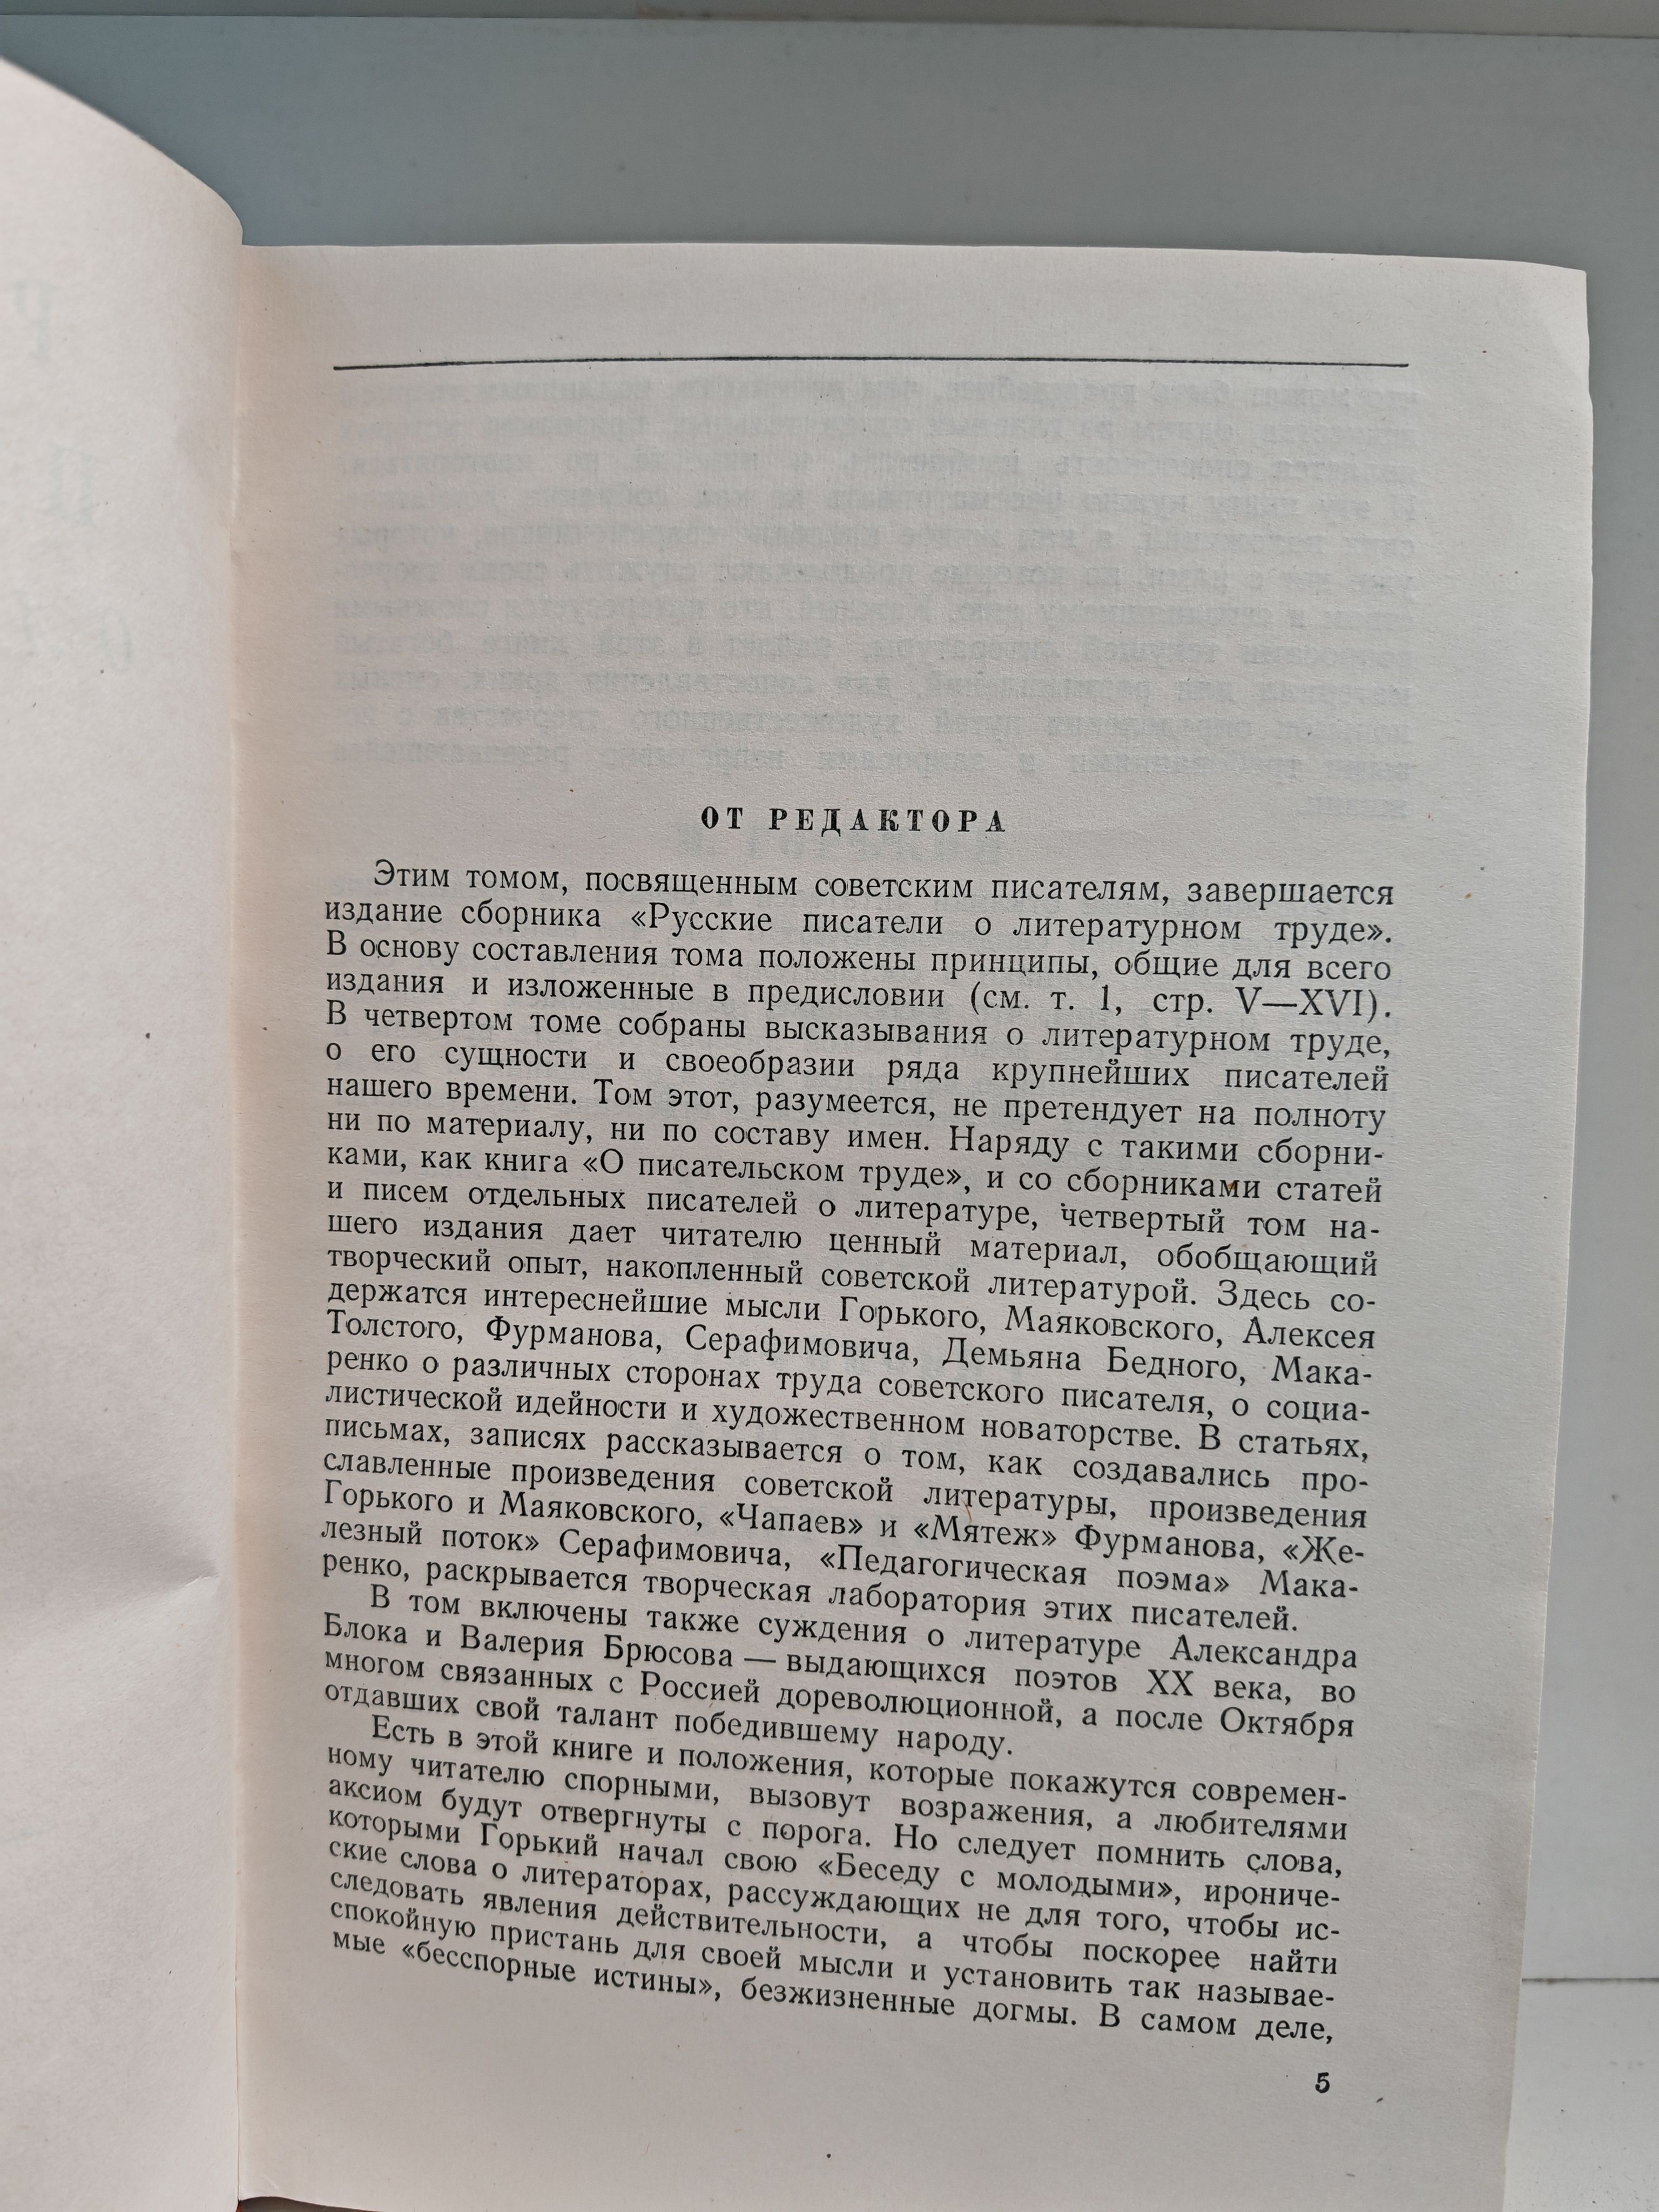 ОТ РЕДАКТОРА
Этим томом, посвященным советским писателям, завершается
издание сборника «Русские писатели о литературном труде».
В основу составления тома положены принципы, общие для всего
издания и изложенные в предисловии (см. т. 1, стр. V—XVI).
В четвертом томе собраны высказывания о литературном труде,
о его сущности и своеобразии ряда крупнейших писателей
нашего времени. Том этот, разумеется, не претендует на полноту
ни по материалу, ни по составу имен. Наряду с такими сборни-
ками, как книга «О писательском труде», и со сборниками статей
и писем отдельных писателей о литературе, четвертый том на-
шего издания дает читателю ценный материал, обобщающий
творческий опыт, накопленный советской литературой. Здесь со-
держатся интереснейшие мысли Горького, Маяковского, Алексея
Толстого, Фурманова, Серафимовича, Демьяна Бедного, Мака-
ренко о различных сторонах труда советского писателя, о социа-
листической идейности и художественном новаторстве. В статьях,
письмах, записях рассказывается о том, как создавались про-
славленные произведения советской литературы, произведения
Горького и Маяковского, «Чапаев» и «Мятеж» Фурманова, «Же-
лезный поток» Серафимовича, «Педагогическая поэма» Мака-
ренко, раскрывается творческая лаборатория этих писателей.
В том включены также суждения о литературе Александра
Блока и Валерия Брюсова — выдающихся поэтов XX века, во
многом связанных с Россией дореволюционной, а после Октября
отдавших свой талант победившему народу.
Есть в этой книге и положения, которые покажутся современ-
ному читателю спорными, вызовут возражения, а любителями
аксиом будут отвергнуты с порога. Но следует помнить слова,
которыми Горький начал свою «Беседу с молодыми», ирониче-
ские слова о литераторах, рассуждающих не для того, чтобы ис-
следовать явления действительности, а чтобы поскорее найти
спокойную пристань для своей мысли и установить так называе-
мые «бесспорные истины», безжизненные догмы. В самом деле,
5